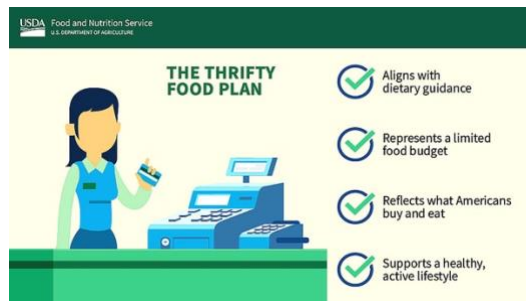 USDA Food and Nutrition Service
U.S. DEPARTMENT OF AGRICULTURE
THE THRIFTY
FOOD PLAN
Aligns with
dietary guidance
Represents a limited
food budget
Reflects what Americans
buy and eat
Supports a healthy,
active lifestyle